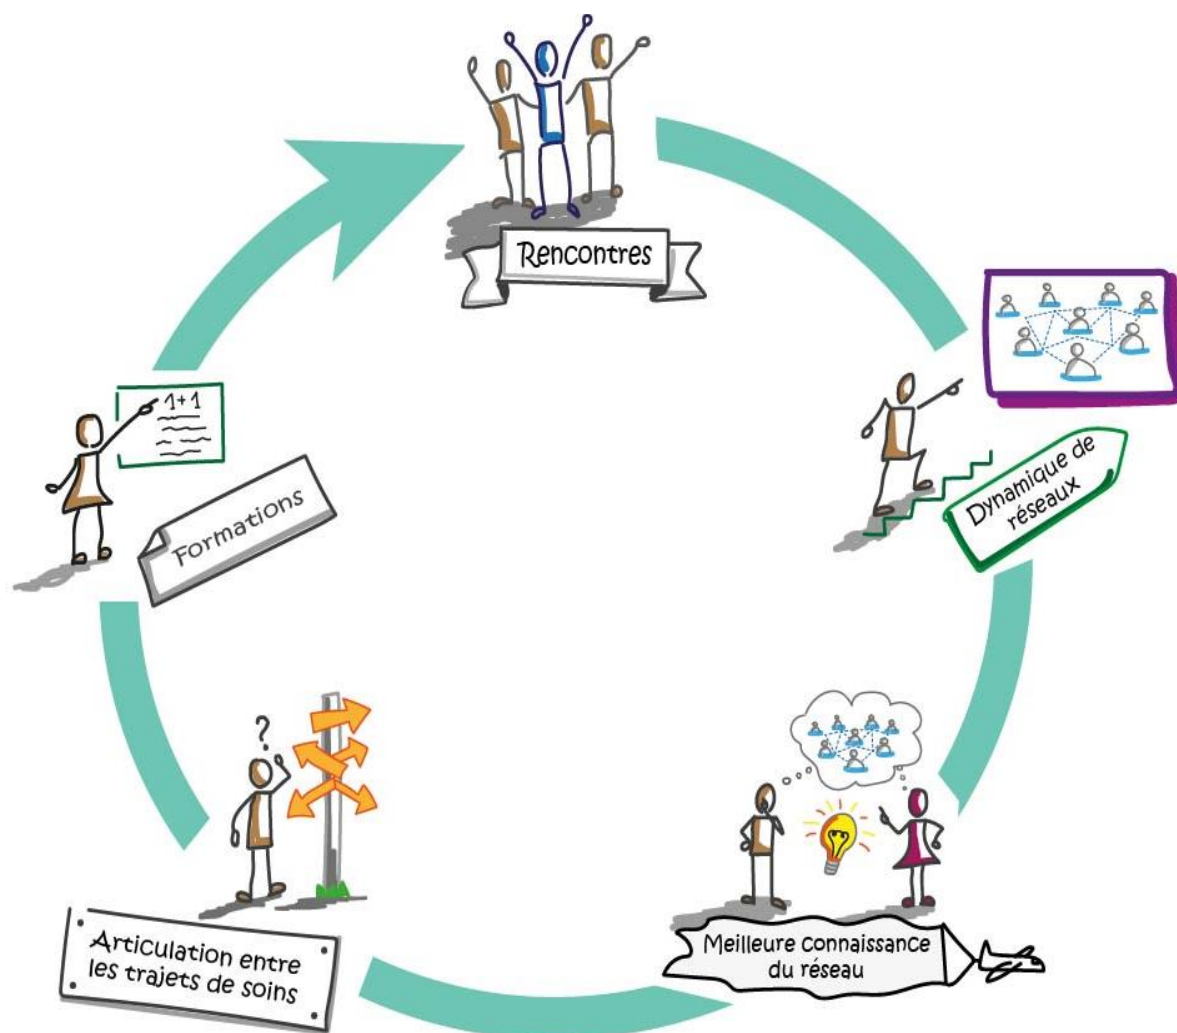 Rencontres
Dynamique de
réseaux
Meilleure connaissance
du réseau
Articulation entre
les trajets de soins
?
Formations
1+1